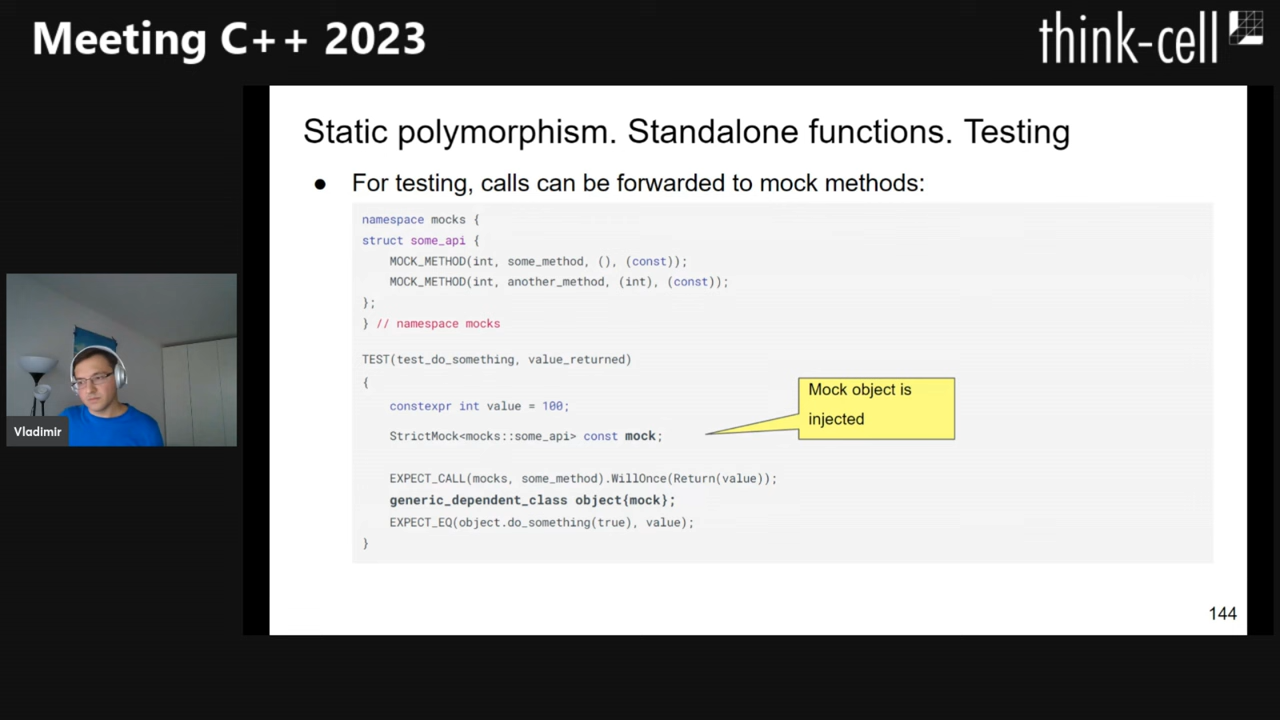 Meeting C++ 2023
think-cell
Static polymorphism. Standalone functions. Testing
● For testing, calls can be forwarded to mock methods:
namespace mocks {
struct some_api {
MOCK_METHOD(int, some_method, (), (const));
MOCK_METHOD(int, another_method, (int), (const));
};
} // namespace mocks
TEST(test_do_something, value_returned)
{
constexpr int value = 100;
StrictMock<mocks::some_api> const mock;
Mock object is
injected
EXPECT_CALL(mocks, some_method).WillOnce(Return(value));
generic_dependent_class object{mock};
EXPECT_EQ(object.do_something(true), value);
}
Vladimir
144